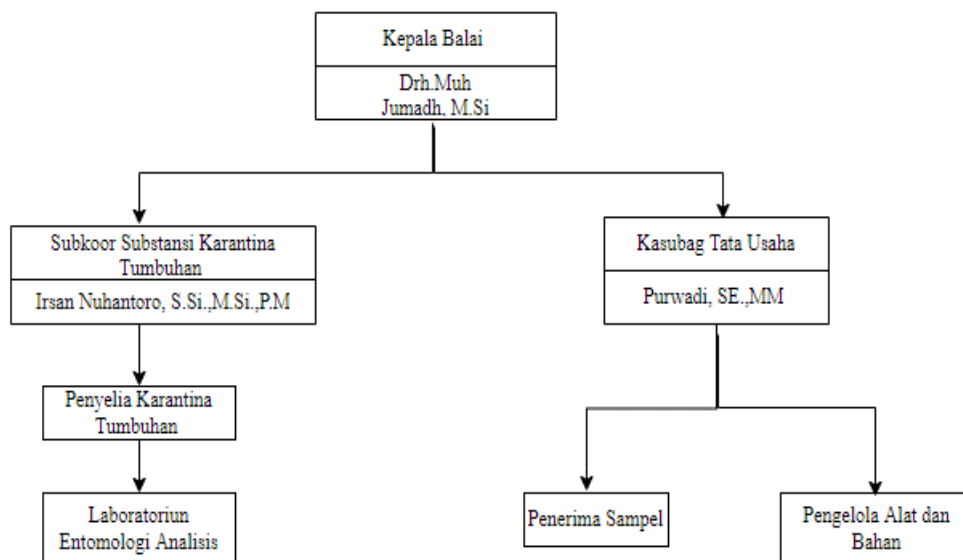 Kepala Balai
Drh.Muh
Jumadh, M.Si
Subkoor Substansi Karantina
Tumbuhan
Irsan Nuhantoro, S.Si.,M.Si.,P.M
Kasubag Tata Usaha
Purwadi, SE.,MM
Penyelia Karantina
Tumbuhan
Laboratoriun
Entomologi Analisis
Penerima Sampel
Pengelola Alat dan
Bahan